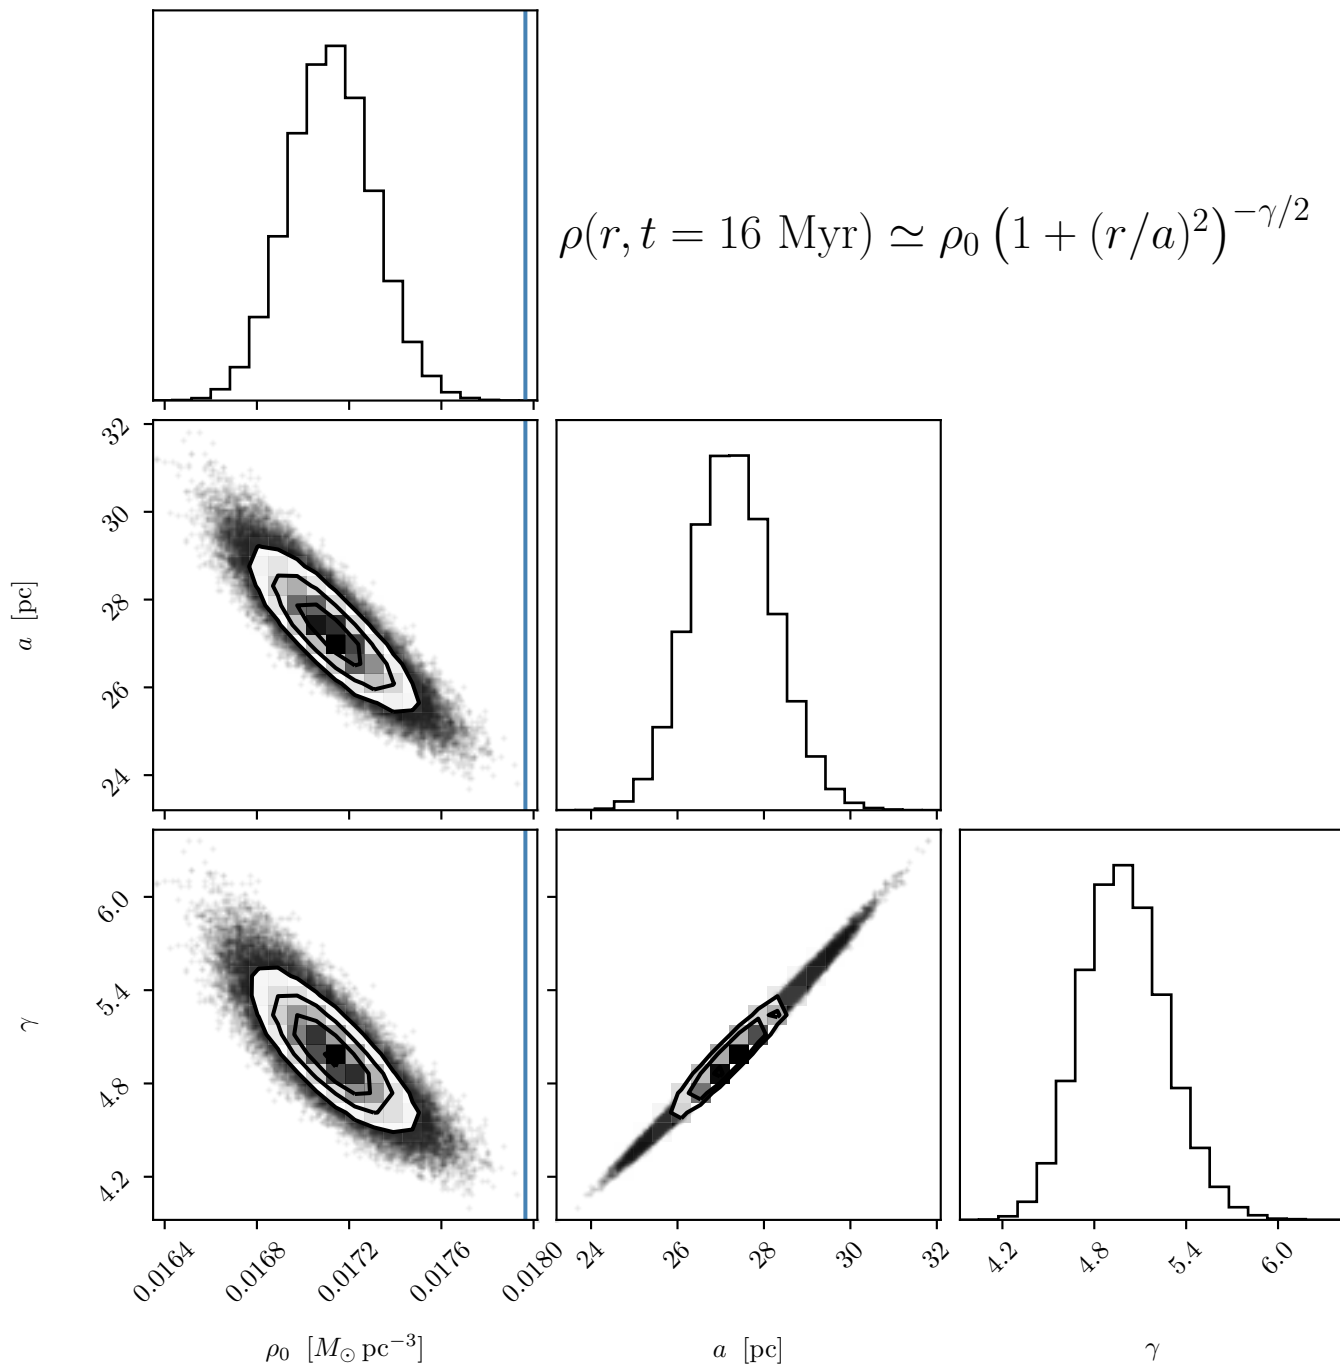 ρ(r, t = 16 Myr) ≃ ρ₀ (1 + (r/a)²)^{−γ/2}
32
30
28
26
24
a [pc]
6.0
5.4
4.8
4.2
γ
0.0164 0.0168 0.0172 0.0176 0.0180
24 26 28 30 32
4.2 4.8 5.4 6.0
ρ₀ [M⊙ pc⁻³]
a [pc]
γ